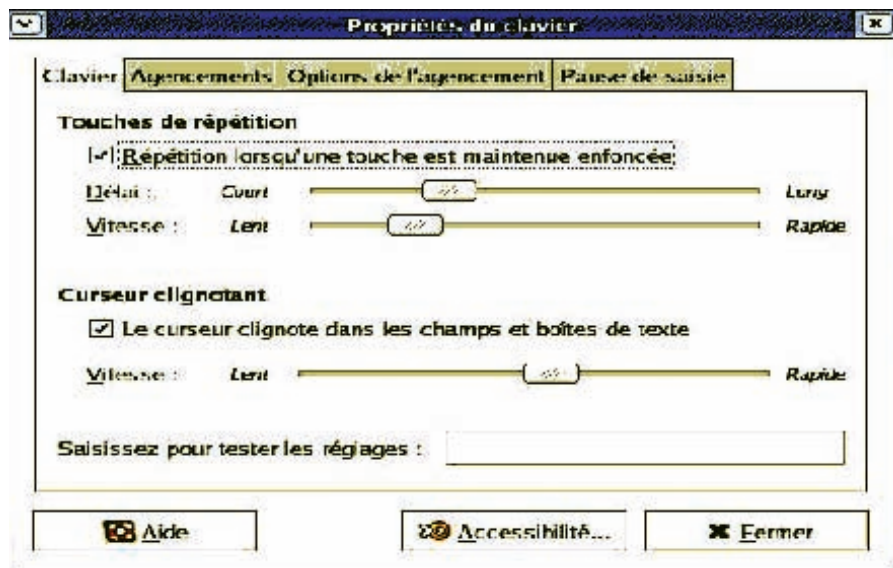 Propriétés du clavier
Clavier Agencements Options de l'agencement Pause de saisie
Touches de répétition
Répétition lorsqu'une touche est maintenue enfoncée
Délai : Court Long
Vitesse : Lent Rapide
Curseur clignotant
Le curseur clignote dans les champs et boîtes de texte
Vitesse : Lent Rapide
Saisissez pour tester les réglages :
Aide Accessibilité... Fermer